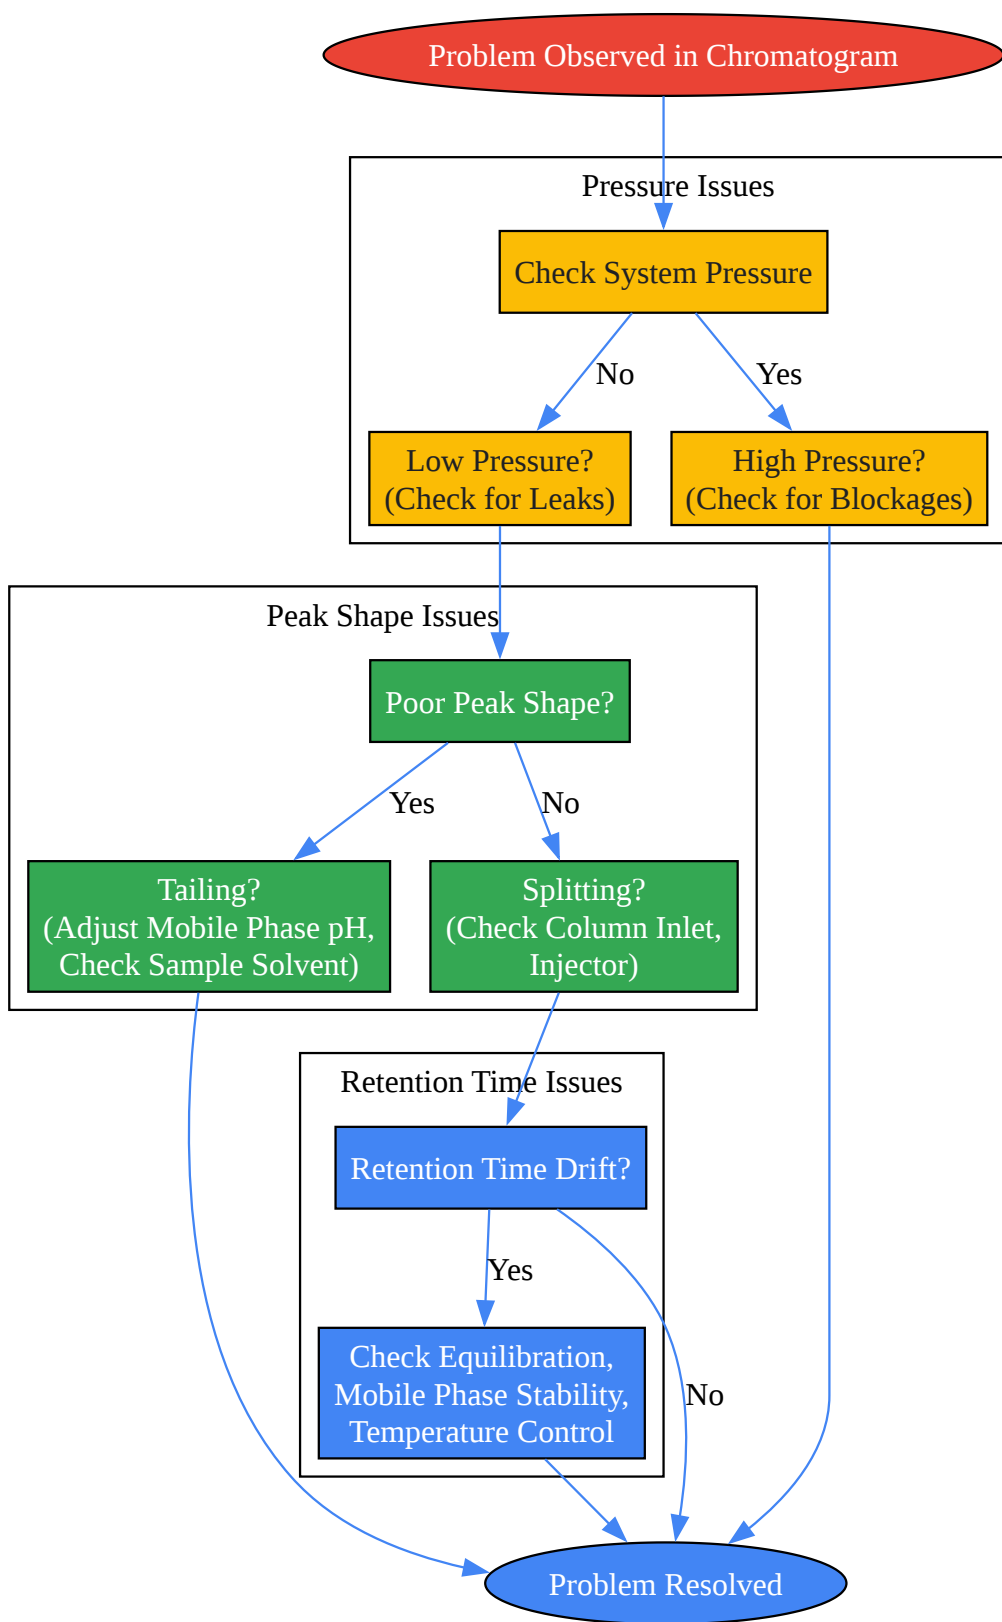 Problem Observed in Chromatogram
Pressure Issues
Check System Pressure
No
Yes
Low Pressure?
(Check for Leaks)
High Pressure?
(Check for Blockages)
Peak Shape Issues
Poor Peak Shape?
Yes
No
Tailing?
(Adjust Mobile Phase pH,
Check Sample Solvent)
Splitting?
(Check Column Inlet,
Injector)
Retention Time Issues
Retention Time Drift?
Yes
Check Equilibration,
Mobile Phase Stability,
Temperature Control
No
Problem Resolved